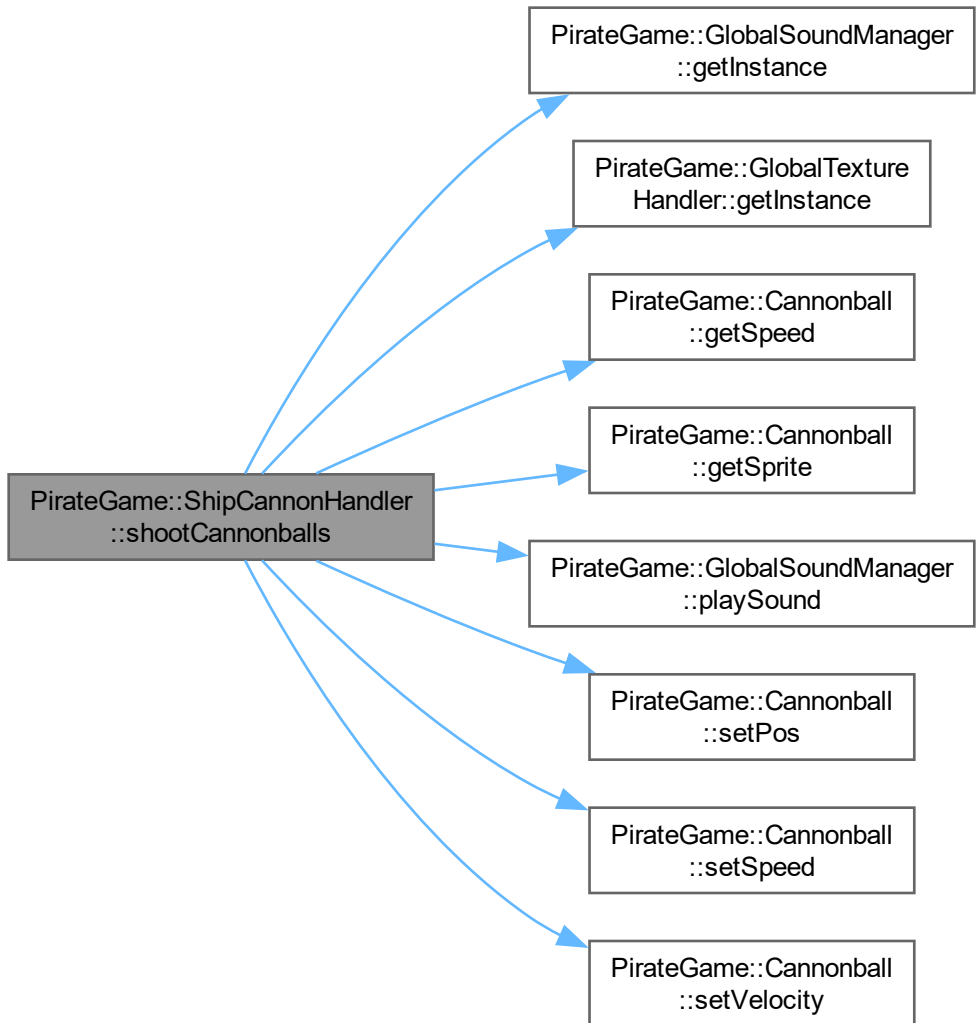 PirateGame::GlobalSoundManager
::getInstance
PirateGame::GlobalTexture
Handler::getInstance
PirateGame::Cannonball
::getSpeed
PirateGame::Cannonball
::getSprite
PirateGame::ShipCannonHandler
::shootCannonballs
PirateGame::GlobalSoundManager
::playSound
PirateGame::Cannonball
::setPos
PirateGame::Cannonball
::setSpeed
PirateGame::Cannonball
::setVelocity